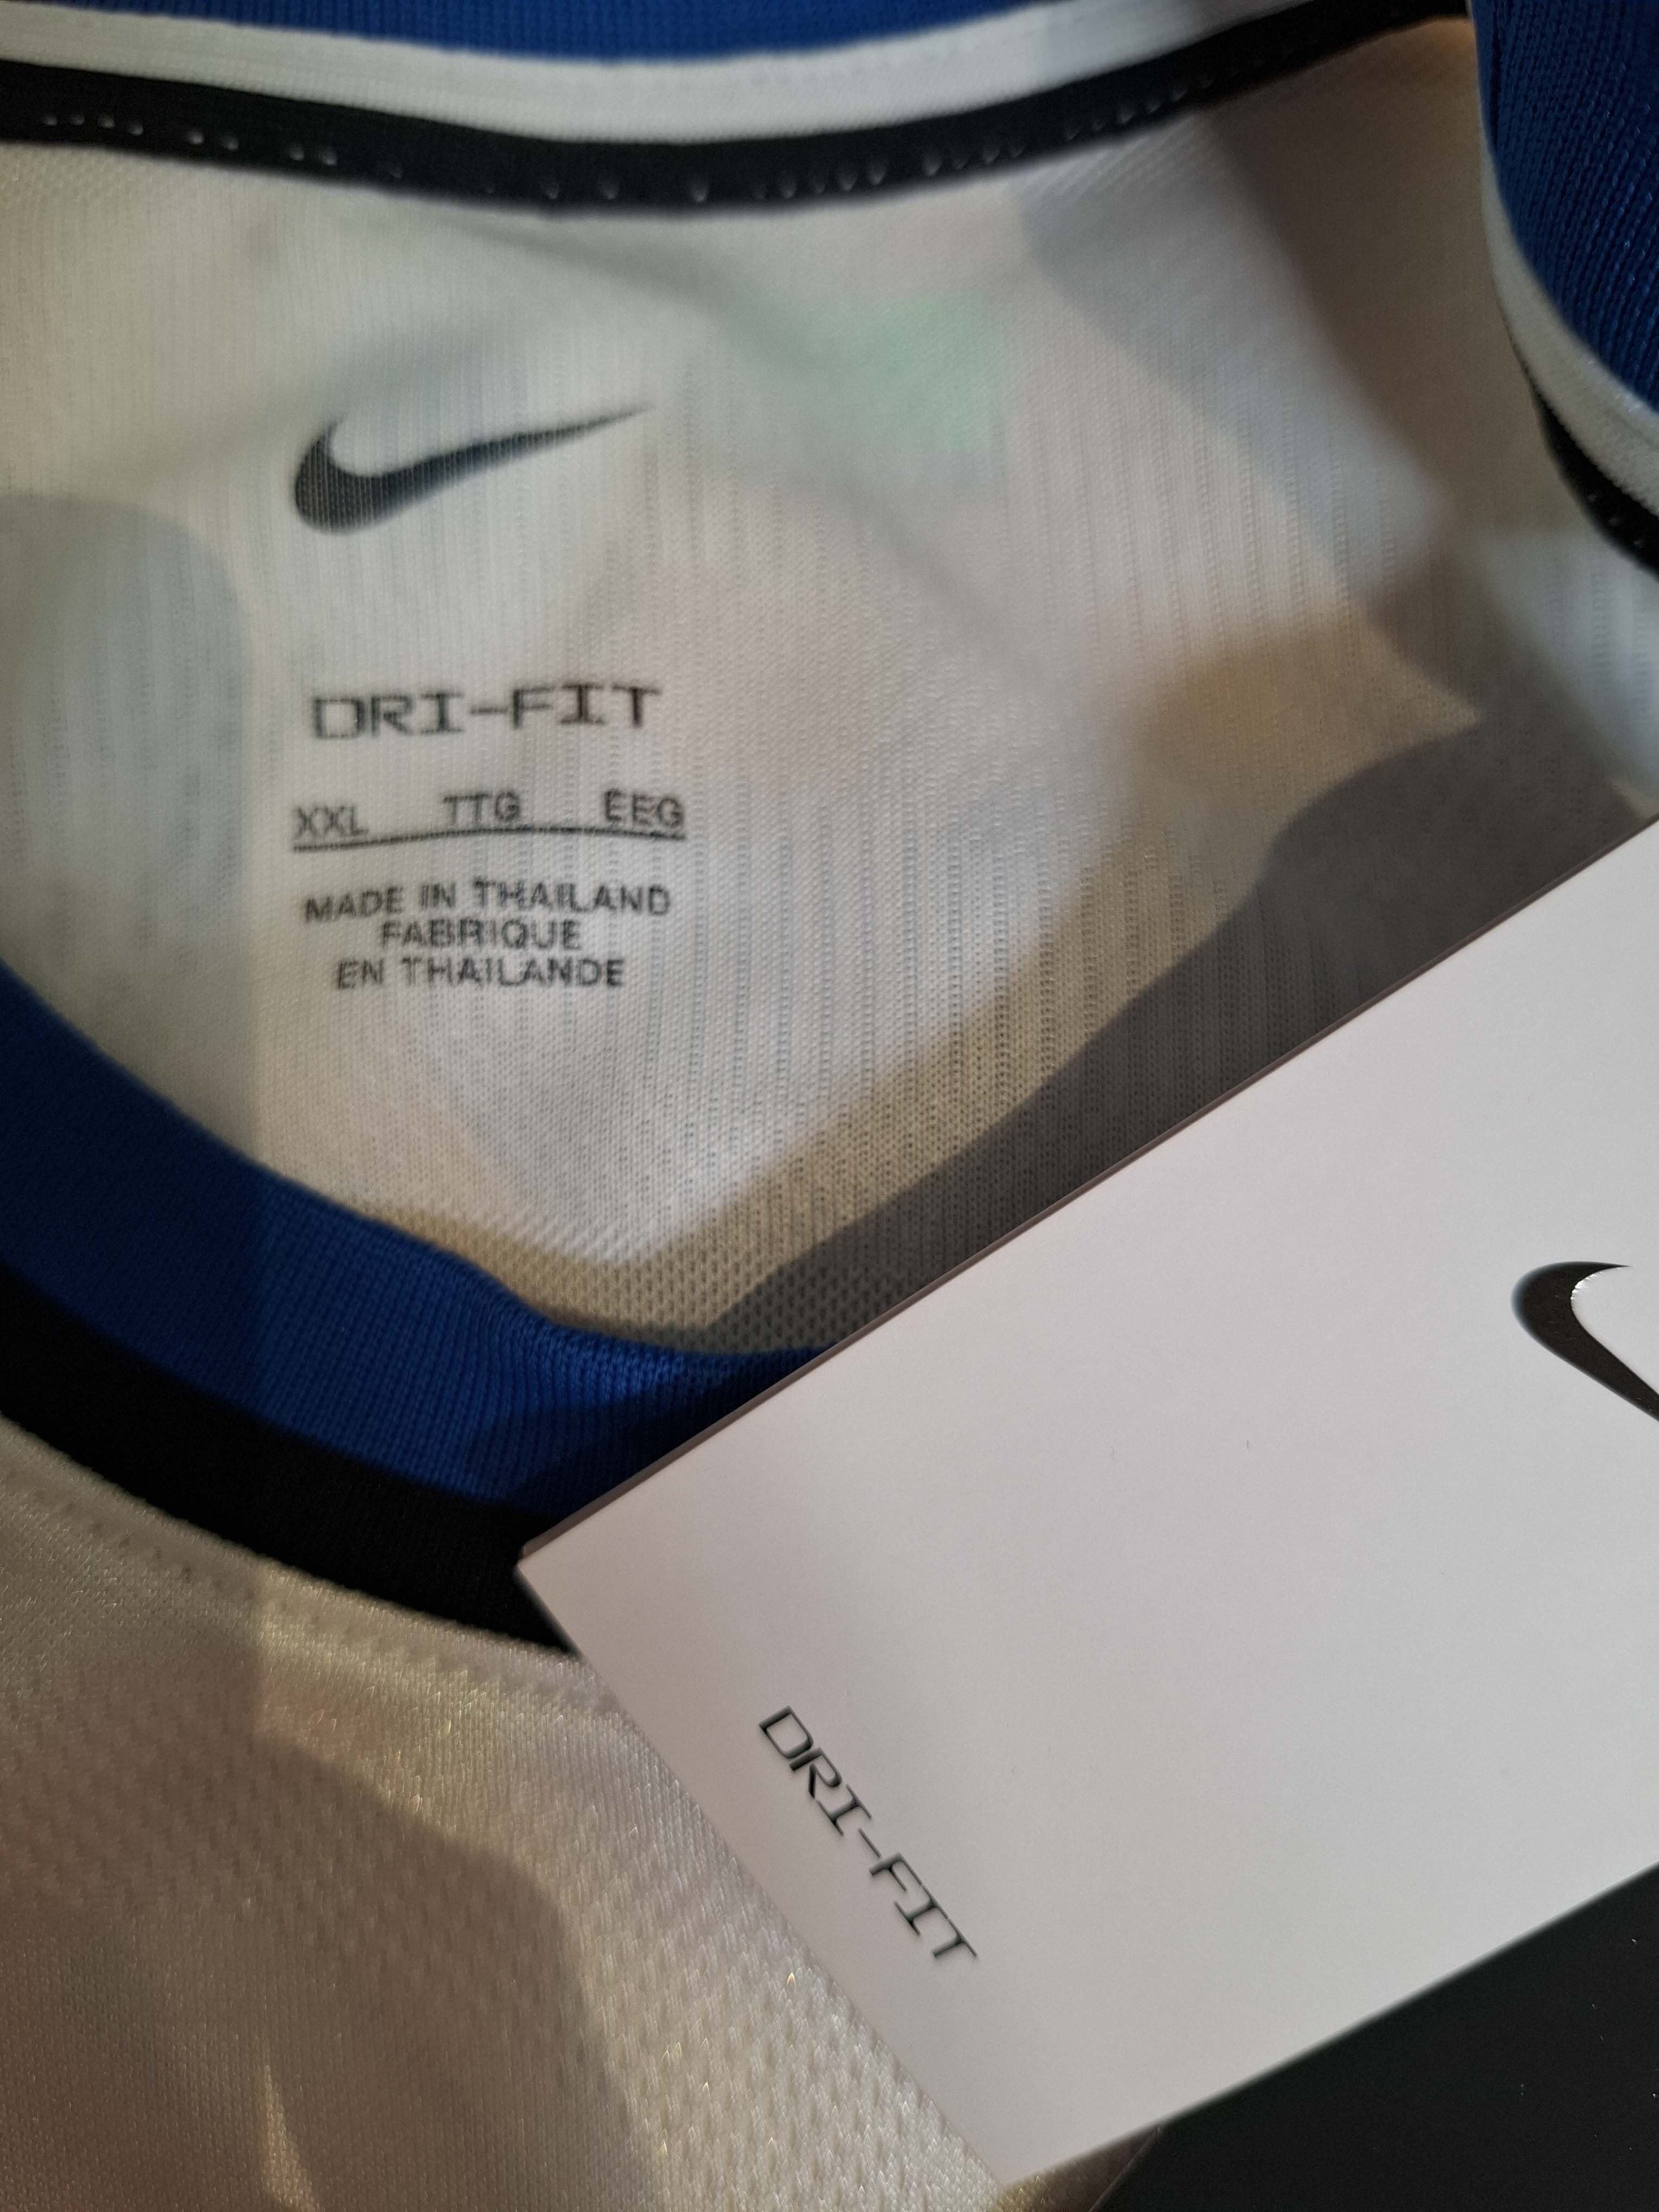 DRI-FIT
XXL TTG EEG
MADE IN THAILAND
FABRIQUE
EN THAILANDE
DRI-FIT